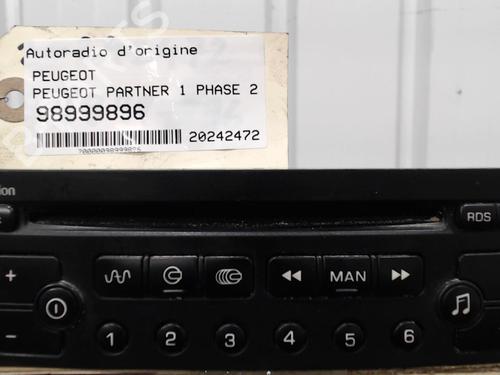 Autoradio d'origine
PEUGEOT
PEUGEOT PARTNER 1 PHASE 2
98939896
20242472
RDS
+
MAN
-
1 2 3 4 5 6